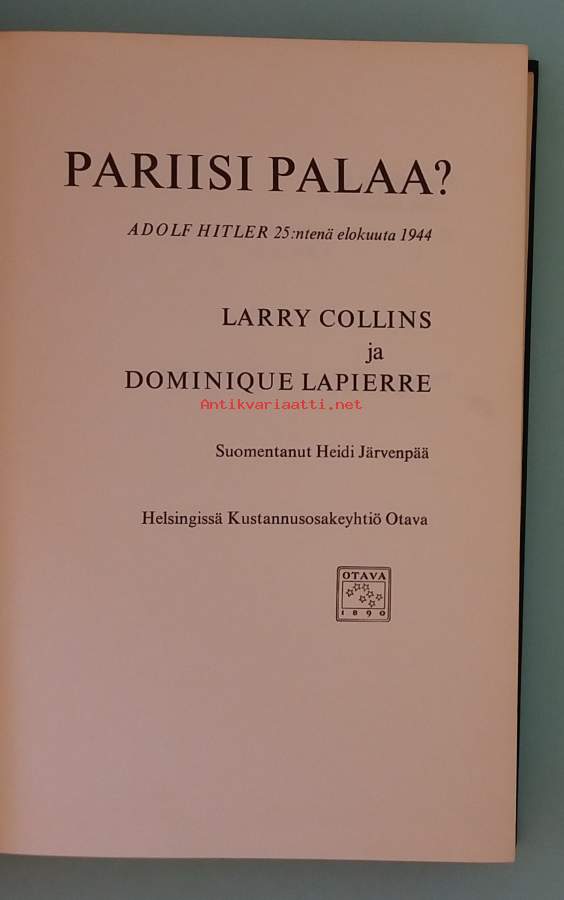 PARIISI PALAA?
ADOLF HITLER 25:ntenä elokuuta 1944
LARRY COLLINS
ja
DOMINIQUE LAPIERRE
Antikvariaatti.net
Suomentanut Heidi Järvenpää
Helsingissä Kustannusosakeyhtiö Otava
OTAVA
1890